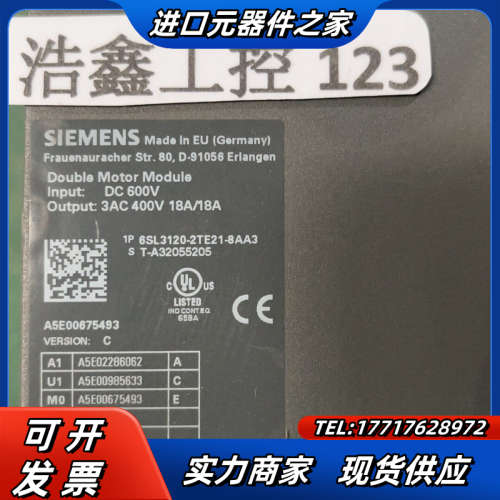 进口元器件之家
浩鑫工控 123
SIEMENS Made in EU (Germany)
Frauenauracher Str. 80, D-91056 Erlangen
Double Motor Module
Input: DC 600V
Output: 3AC 400V 18A/18A
1P 6SL3120-2TE21-8AA3
S T-A32055205
C UL US
LISTED
IND CONT.EQ.
65BA
A5E00675493
VERSION: C
A1 A5E02286062 A
U1 A5E00985633 C
M0 A5E00675493 E
TEL:17717628972
可开
发票
实力商家 现货供应